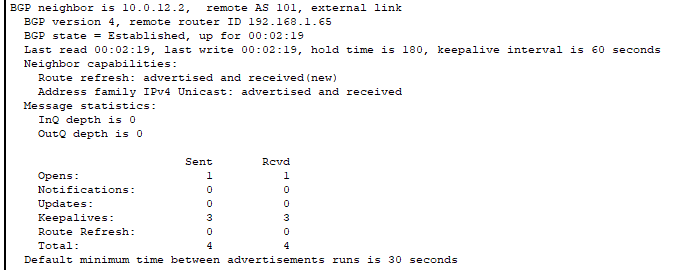 BGP neighbor is 10.0.12.2,  remote AS 101, external link
BGP version 4, remote router ID 192.168.1.65
BGP state = Established, up for 00:02:19
Last read 00:02:19, last write 00:02:19, hold time is 180, keepalive interval is 60 seconds
Neighbor capabilities:
Route refresh: advertised and received(new)
Address family IPv4 Unicast: advertised and received
Message statistics:
InQ depth is 0
OutQ depth is 0
Sent Rcvd
Opens: 1 1
Notifications: 0 0
Updates: 0 0
Keepalives: 3 3
Route Refresh: 0 0
Total: 4 4
Default minimum time between advertisements runs is 30 seconds